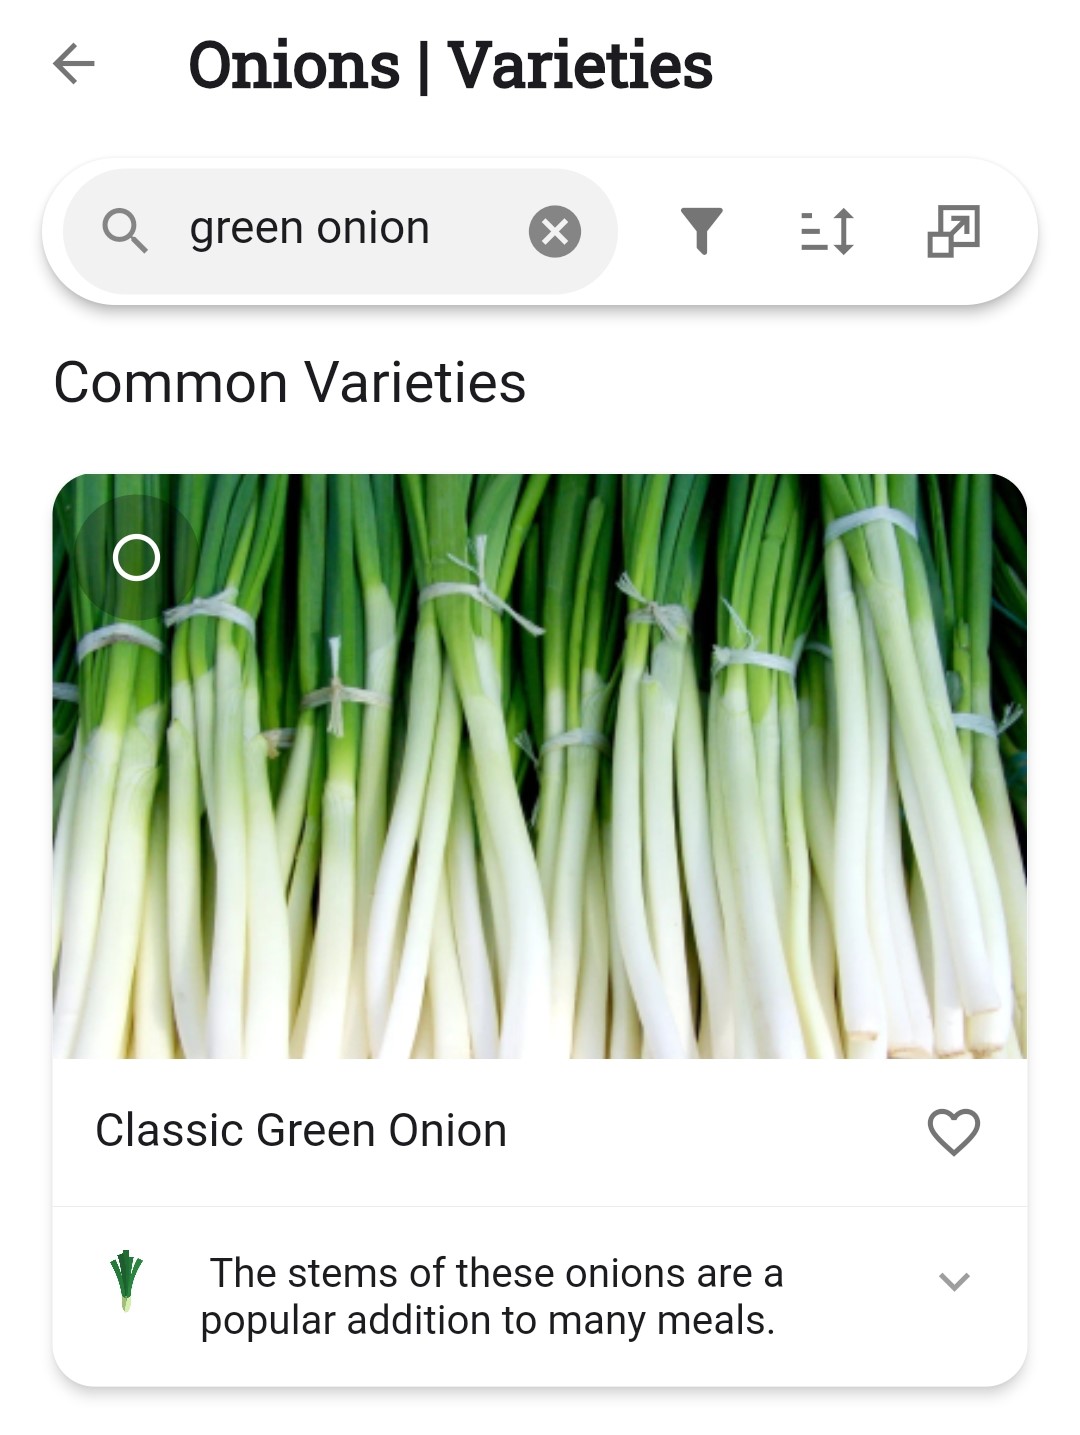 Onions | Varieties
green onion
Common Varieties
Classic Green Onion
The stems of these onions are a
popular addition to many meals.